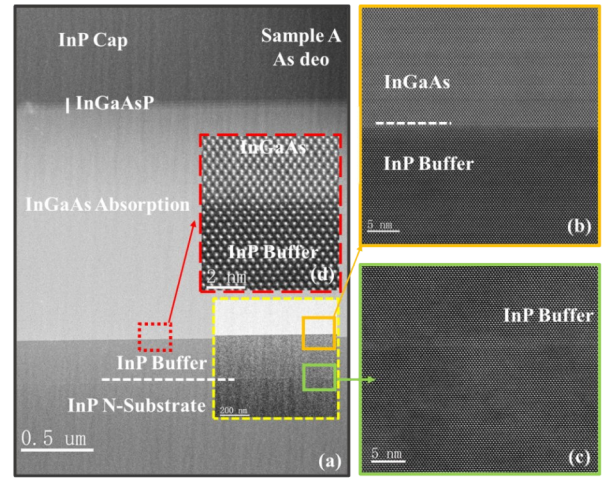 InP Cap
Sample A
As deo
InGaAsP
InGaAs Absorption
InGaAs
InP Buffer
2 nm
(d)
InP Buffer
InP N-Substrate
200 nm
0.5 um
(a)
InGaAs
InP Buffer
5 nm
(b)
InP Buffer
5 nm
(c)